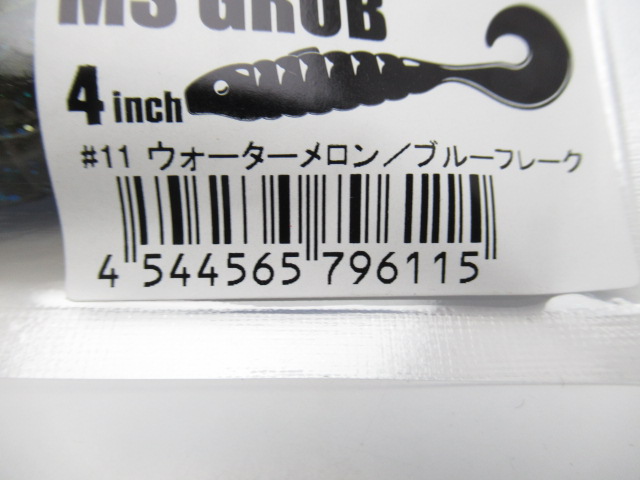 MS GRUB
4 inch
#11 ウォーターメロン／ブルーフレーク
4 544565 796115